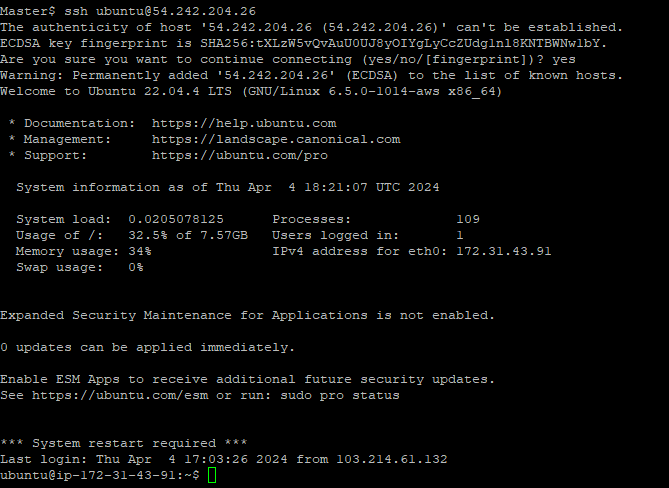 Master$ ssh ubuntu@54.242.204.26
The authenticity of host '54.242.204.26 (54.242.204.26)' can't be established.
ECDSA key fingerprint is SHA256:tXLzW5vQvAuU0UJ8yOIYgLyCcZUdglnl8KNTBWNwlbY.
Are you sure you want to continue connecting (yes/no/[fingerprint])? yes
Warning: Permanently added '54.242.204.26' (ECDSA) to the list of known hosts.
Welcome to Ubuntu 22.04.4 LTS (GNU/Linux 6.5.0-1014-aws x86_64)

 * Documentation:  https://help.ubuntu.com
 * Management:     https://landscape.canonical.com
 * Support:        https://ubuntu.com/pro

  System information as of Thu Apr  4 18:21:07 UTC 2024

  System load:  0.0205078125      Processes:             109
  Usage of /:   32.5% of 7.57GB   Users logged in:       1
  Memory usage: 34%               IPv4 address for eth0: 172.31.43.91
  Swap usage:   0%


Expanded Security Maintenance for Applications is not enabled.

0 updates can be applied immediately.

Enable ESM Apps to receive additional future security updates.
See https://ubuntu.com/esm or run: sudo pro status


*** System restart required ***
Last login: Thu Apr  4 17:03:26 2024 from 103.214.61.132
ubuntu@ip-172-31-43-91:~$